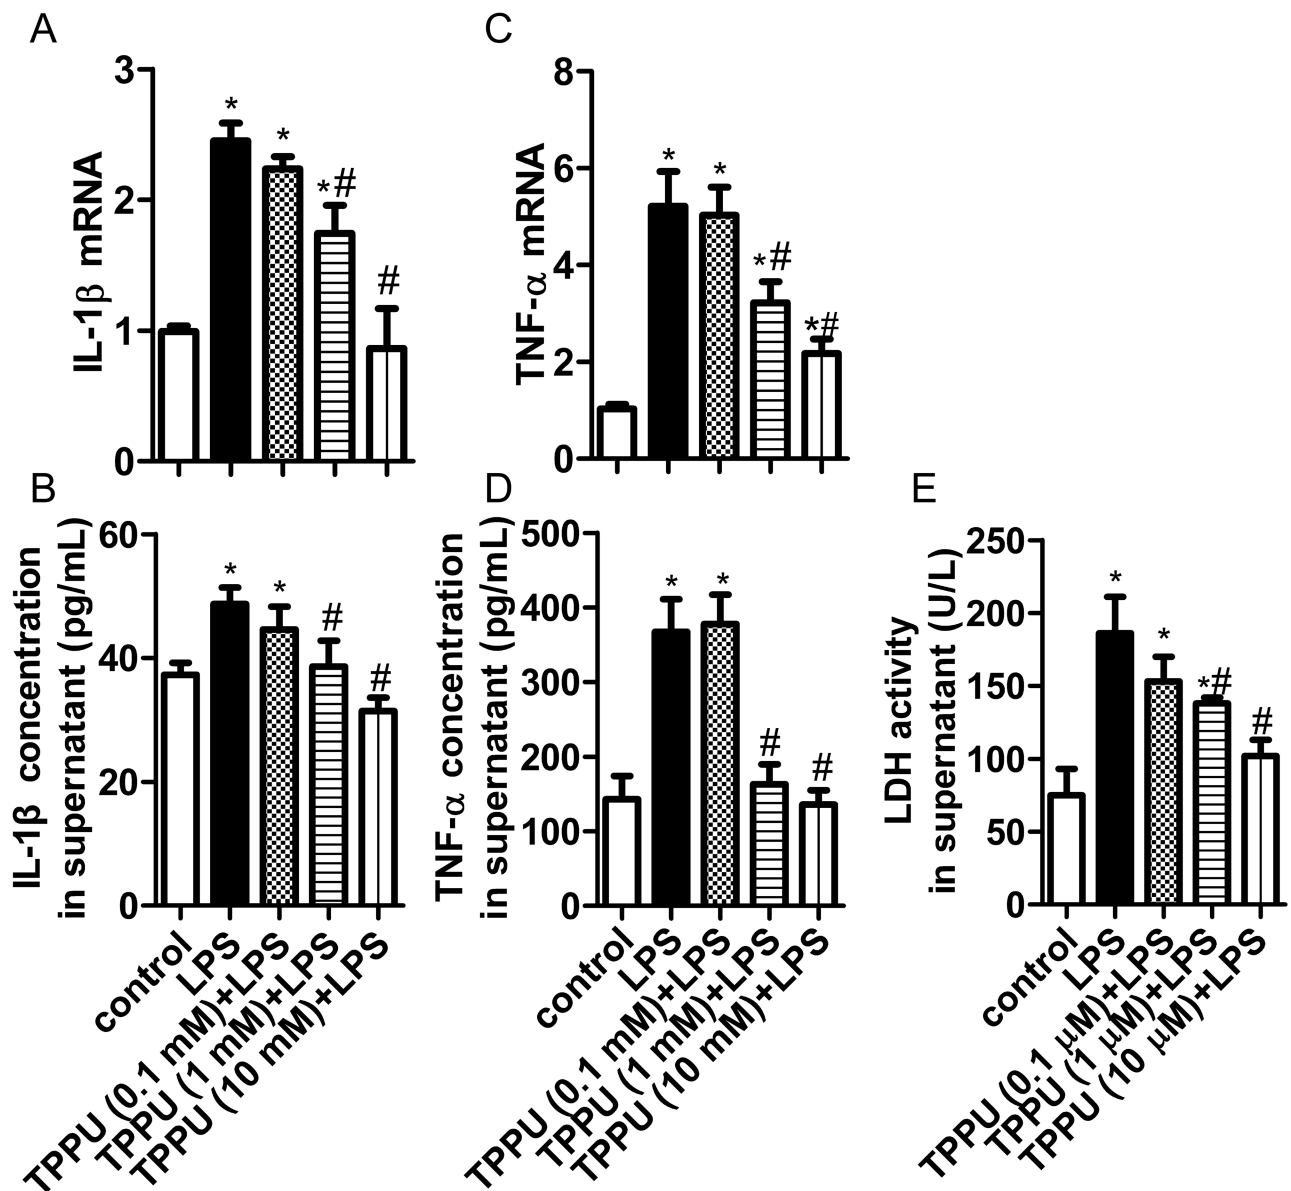 A
IL-1β mRNA
3
2
1
0
*
*
*#
#
C
TNF-α mRNA
8
6
4
2
0
*
*
*#
*#
B
IL-1β concentration
in supernatant (pg/mL)
60
40
20
0
*
*
#
#
control
LPS
TPPU (0.1 mM)+LPS
TPPU (1 mM)+LPS
TPPU (10 mM)+LPS
D
TNF-α concentration
in supernatant (pg/mL)
500
400
300
200
100
0
*
*
#
#
control
LPS
TPPU (0.1 mM)+LPS
TPPU (1 mM)+LPS
TPPU (10 mM)+LPS
E
LDH activity
in supernatant (U/L)
250
200
150
100
50
0
*
*
*#
#
control
LPS
TPPU (0.1 μM)+LPS
TPPU (1 μM)+LPS
TPPU (10 μM)+LPS